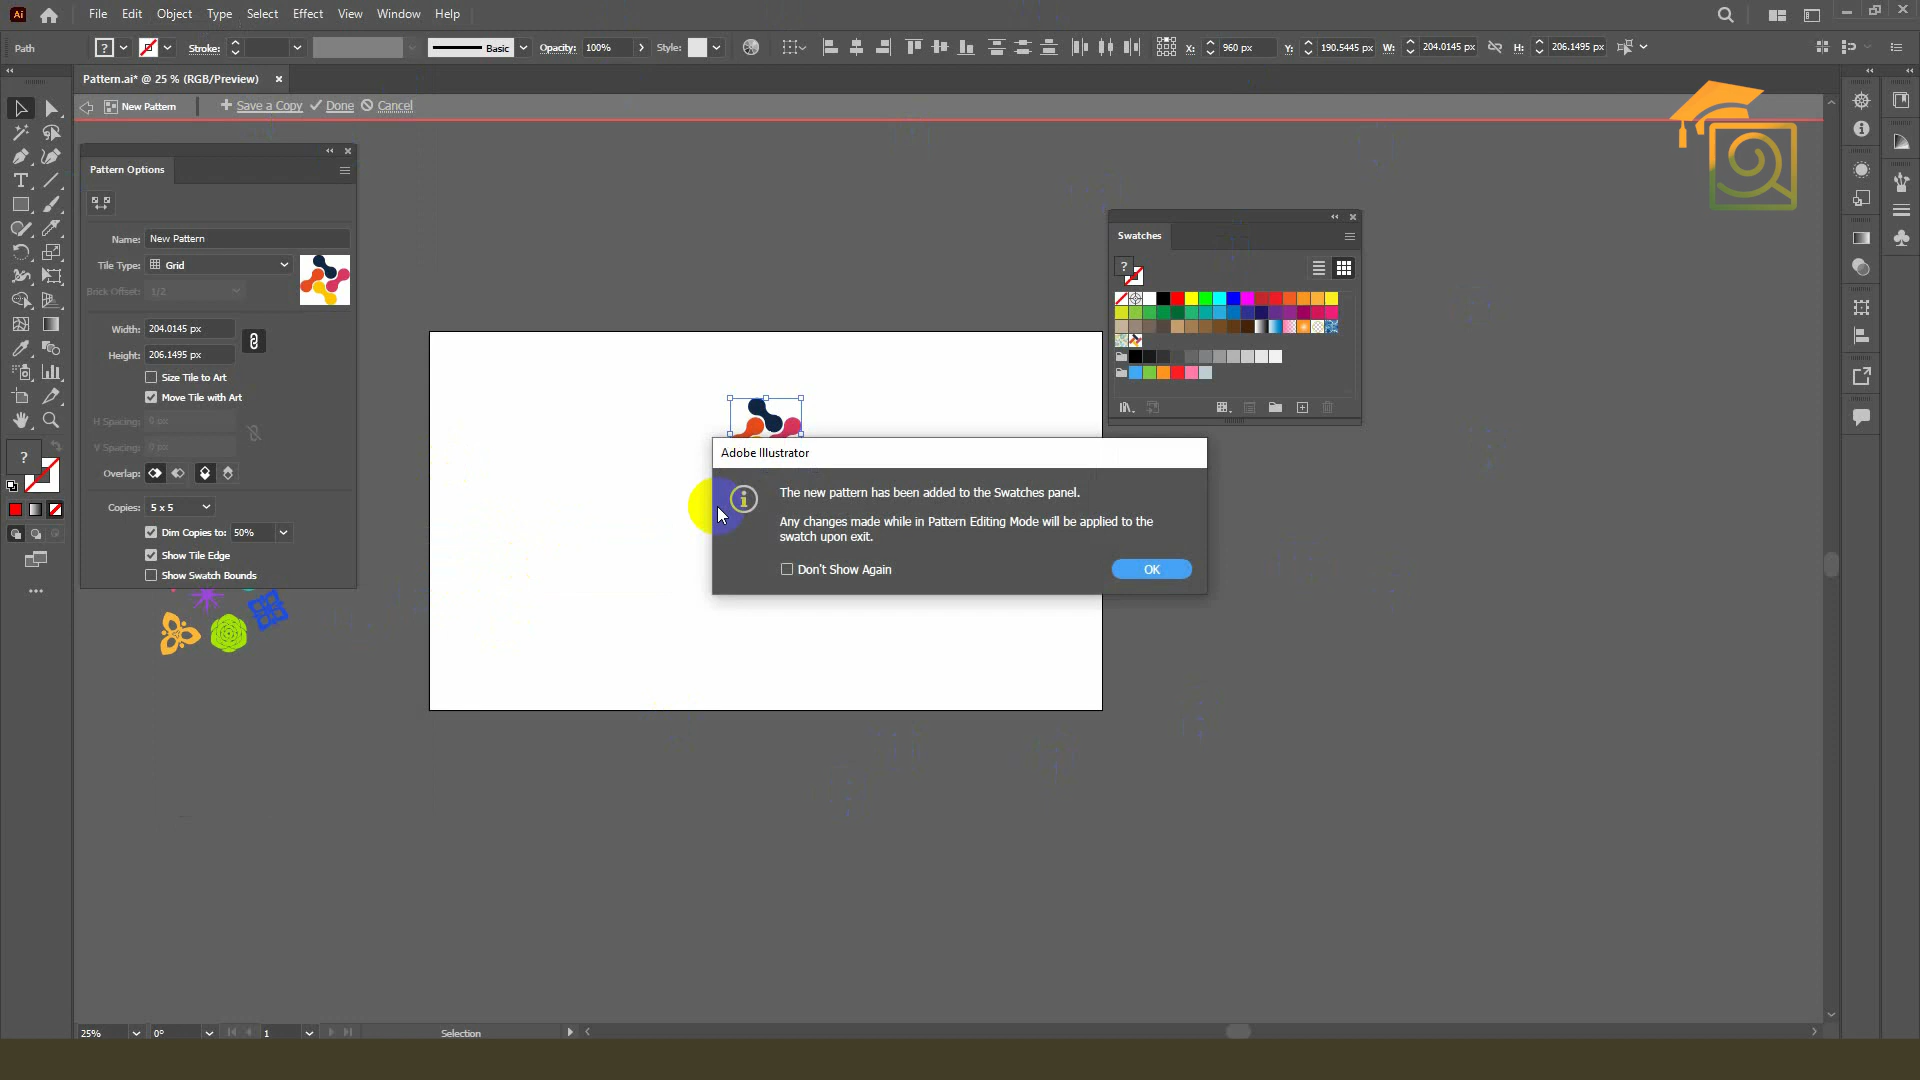 Ai File Edit Object Type Select Effect View Window Help
Path ? Stroke: Basic Opacity: 100% Style: X: 960 px Y: 190.5445 px W: 204.0145 px H: 206.1495 px
Pattern.ai* @ 25 % (RGB/Preview) ×
New Pattern + Save a Copy Done Cancel
Pattern Options
Name: New Pattern
Tile Type: Grid
Brick Offset: 1/2
Width: 204.0145 px
Height: 206.1495 px
Size Tile to Art
Move Tile with Art
H Spacing: 0 px
V Spacing: 0 px
Overlap:
Copies: 5 x 5
Dim Copies to: 50%
Show Tile Edge
Show Swatch Bounds
Swatches
?
Adobe Illustrator
The new pattern has been added to the Swatches panel.
Any changes made while in Pattern Editing Mode will be applied to the
swatch upon exit.
Don't Show Again OK
?
25% 0° 1 Selection